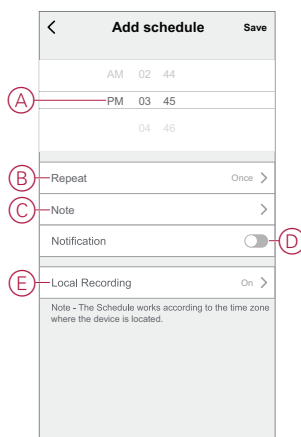 Add schedule Save
AM 02 44
A PM 03 45
04 46
B Repeat Once
C Note
Notification D
E Local Recording On
Note - The Schedule works according to the time zone
where the device is located.